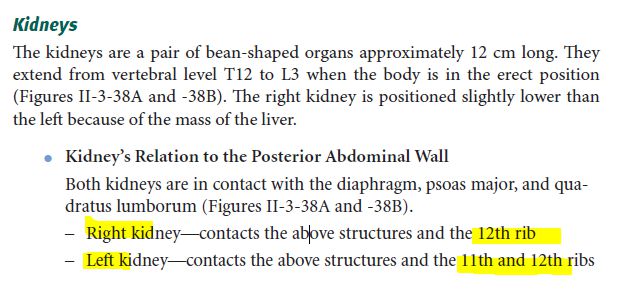 Kidneys
The kidneys are a pair of bean-shaped organs approximately 12 cm long. They
extend from vertebral level T12 to L3 when the body is in the erect position
(Figures II-3-38A and -38B). The right kidney is positioned slightly lower than
the left because of the mass of the liver.
• Kidney’s Relation to the Posterior Abdominal Wall
Both kidneys are in contact with the diaphragm, psoas major, and qua-
dratus lumborum (Figures II-3-38A and -38B).
– Right kidney—contacts the above structures and the 12th rib
– Left kidney—contacts the above structures and the 11th and 12th ribs